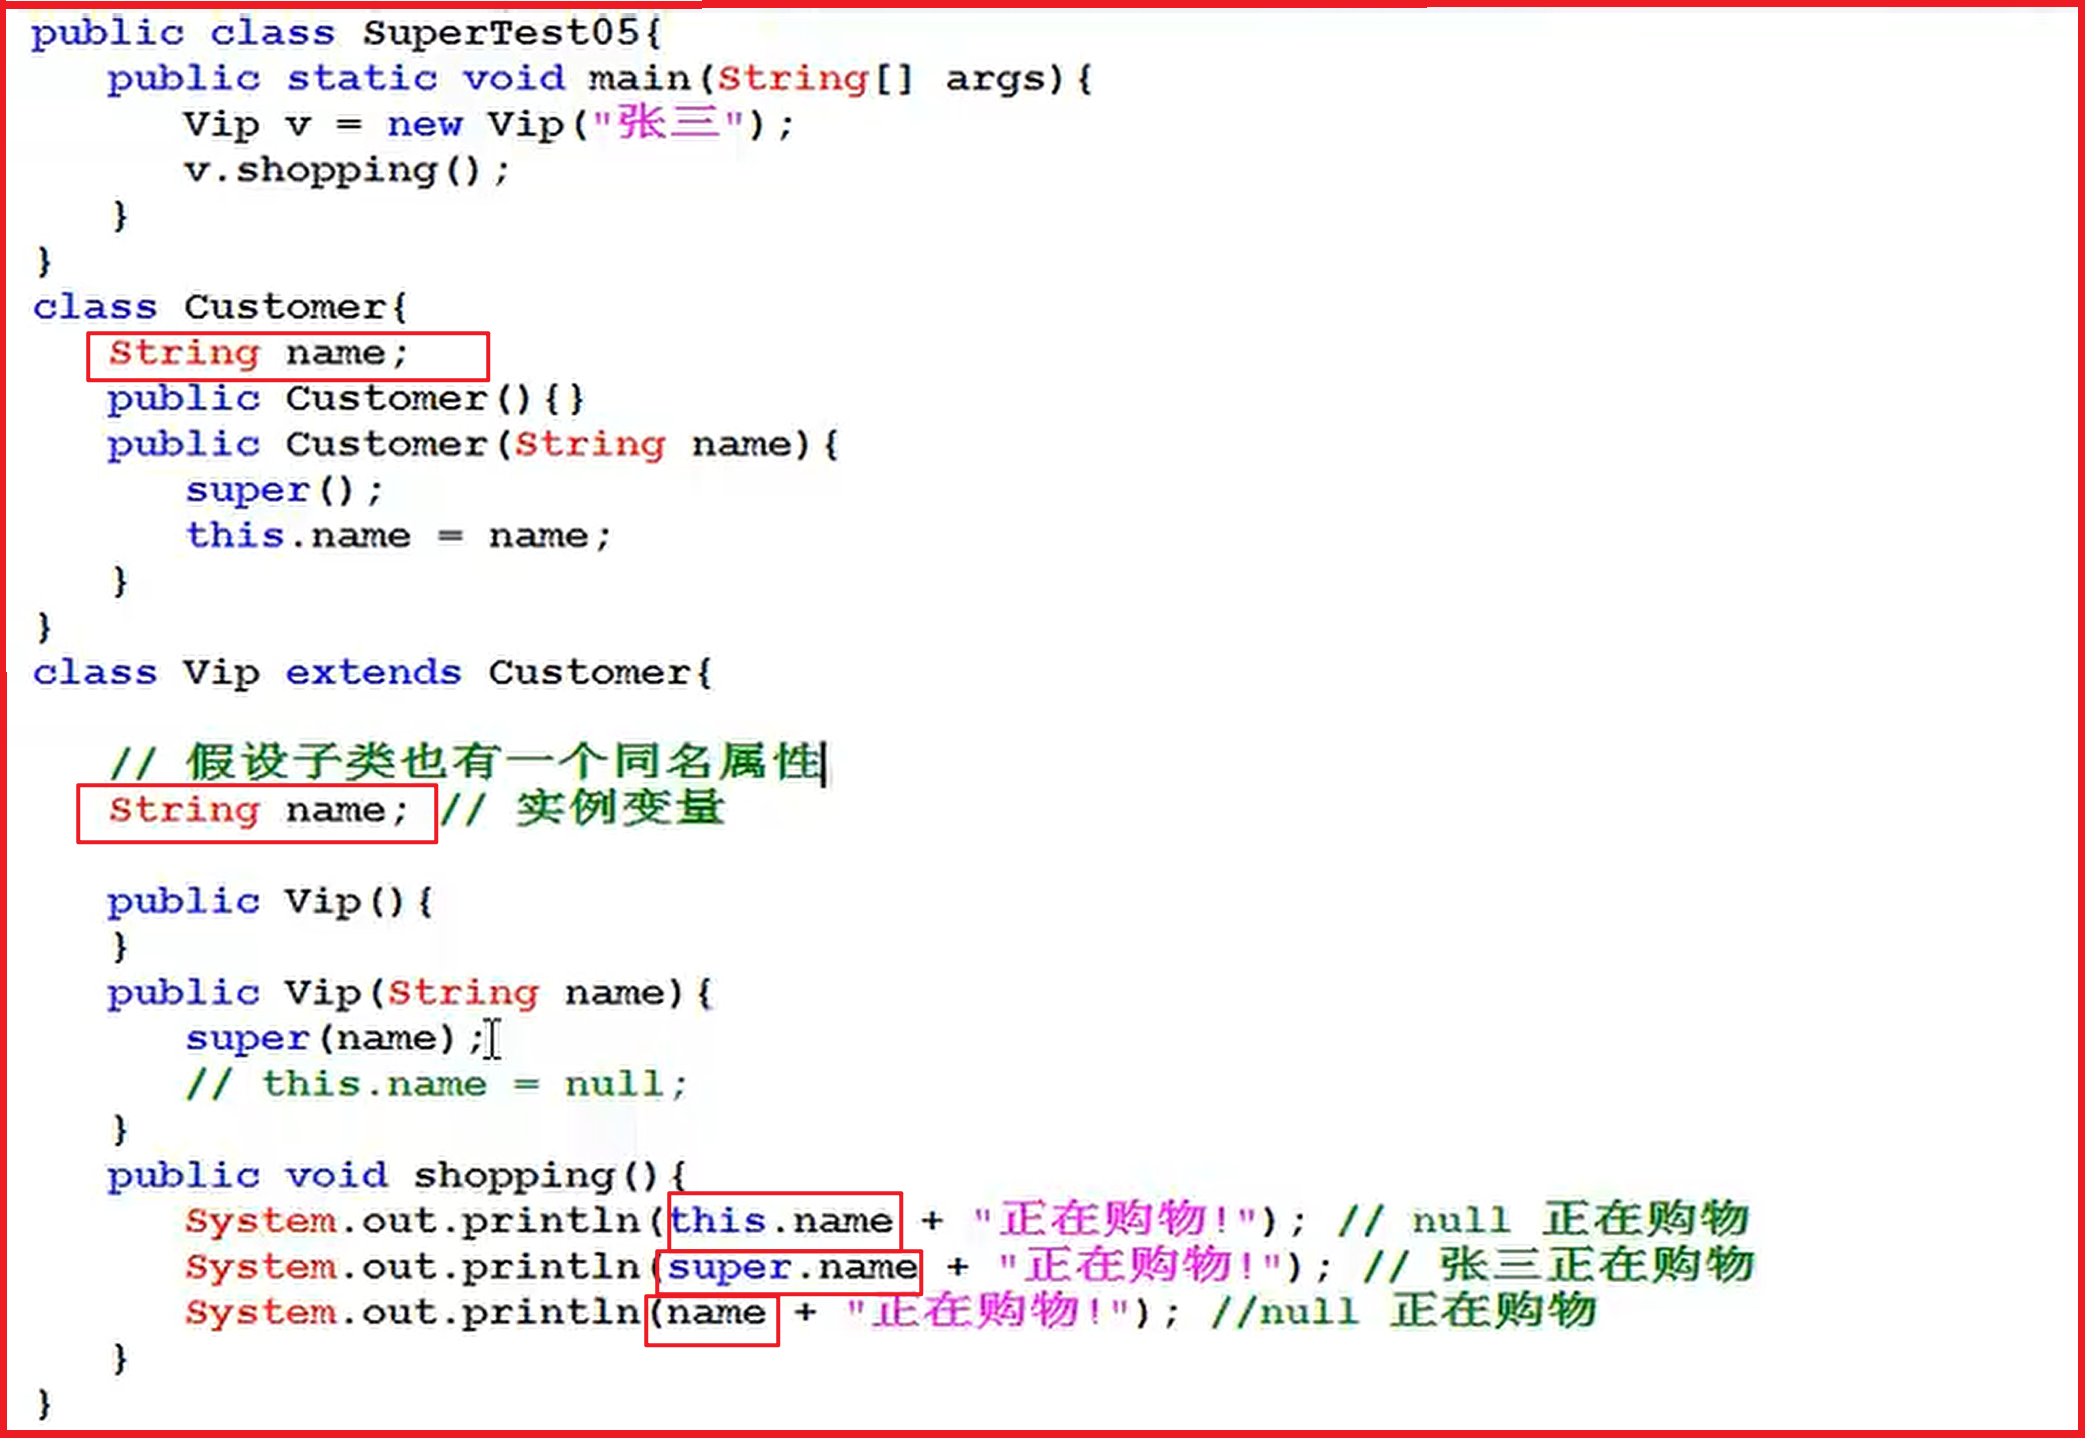 public class SuperTest05{
public static void main(String[] args){
Vip v = new Vip("张三");
v.shopping();
}
}
class Customer{
String name;
public Customer(){}
public Customer(String name){
super();
this.name = name;
}
}
class Vip extends Customer{
// 假设子类也有一个同名属性
String name; // 实例变量
public Vip(){
}
public Vip(String name){
super(name);
// this.name = null;
}
public void shopping(){
System.out.println(this.name + "正在购物!"); // null 正在购物
System.out.println(super.name + "正在购物!"); // 张三正在购物
System.out.println(name + "正在购物!"); //null 正在购物
}
}